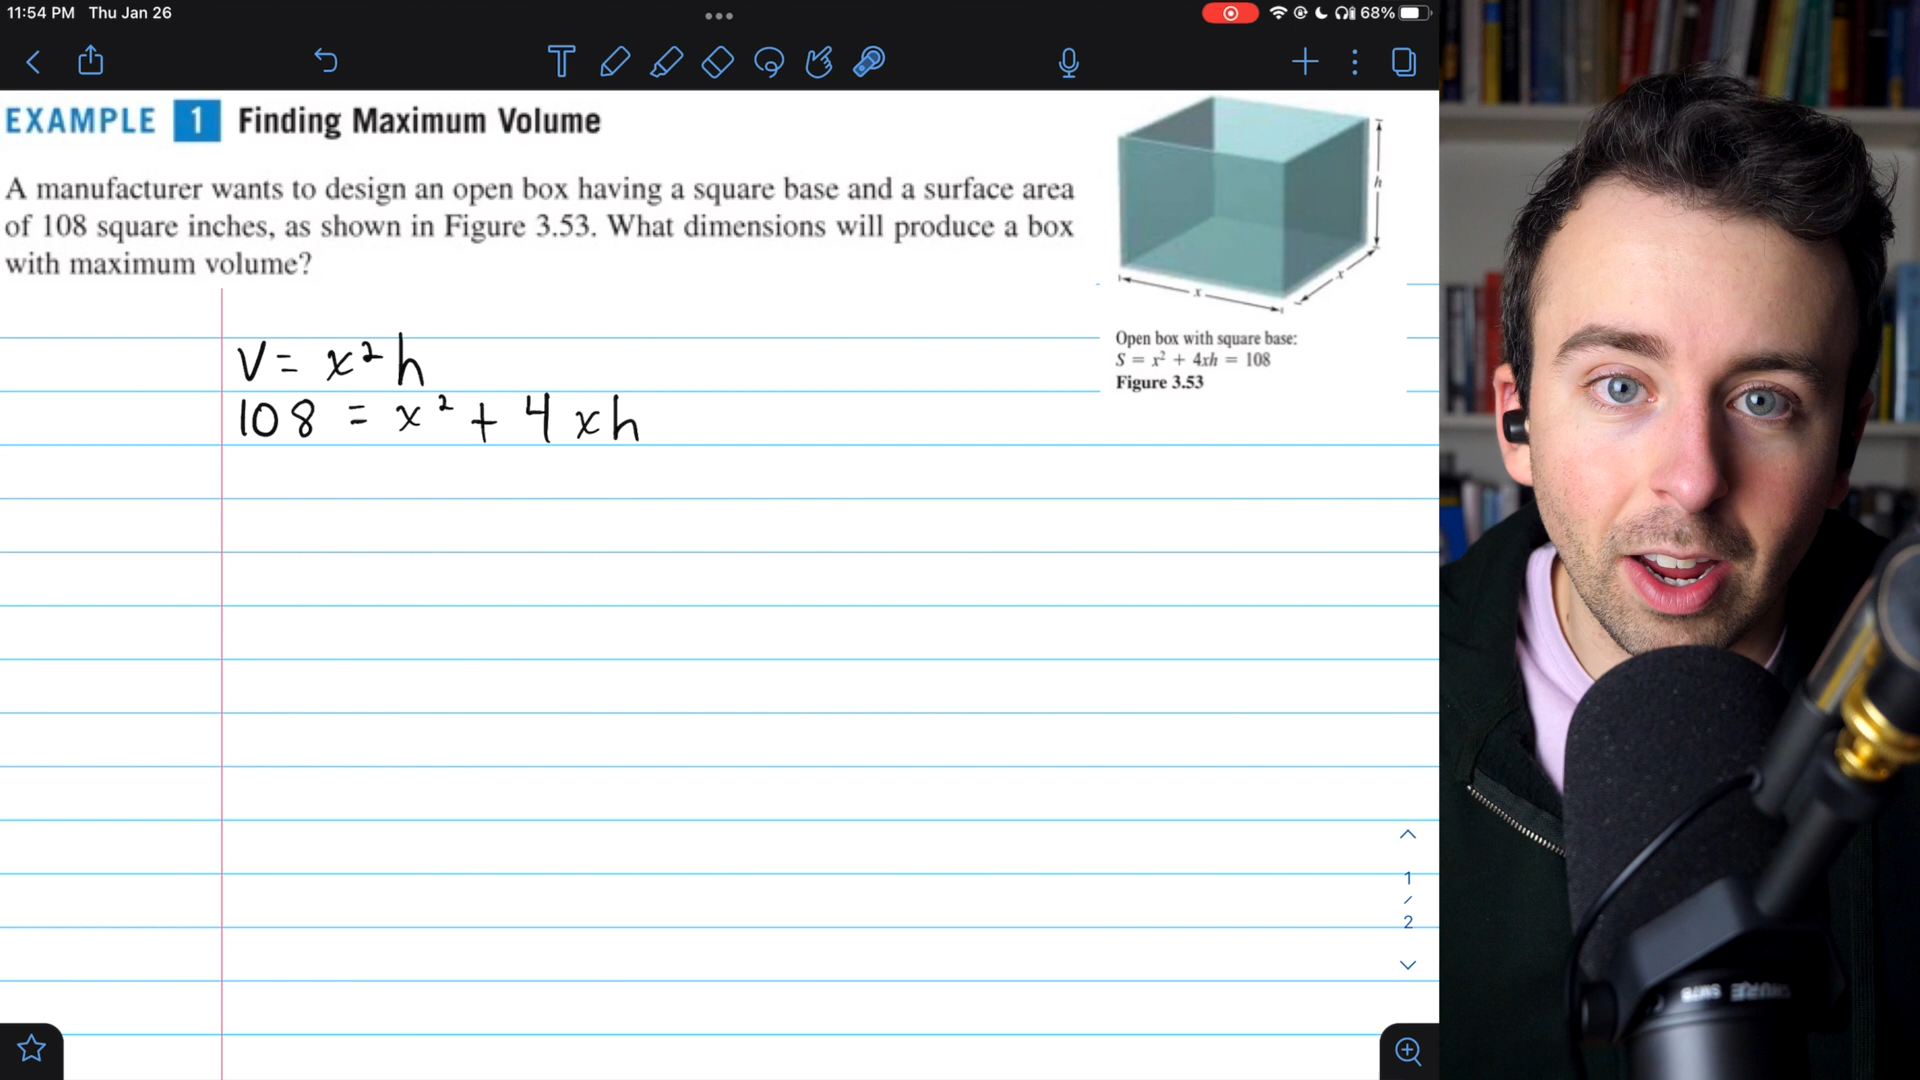 11:54 PM Thu Jan 26
68%
EXAMPLE 1 Finding Maximum Volume
A manufacturer wants to design an open box having a square base and a surface area
of 108 square inches, as shown in Figure 3.53. What dimensions will produce a box
with maximum volume?
h
x
x
Open box with square base:
S = x² + 4xh = 108
Figure 3.53
V = x² h
108 = x² + 4xh
1
/
2
SHURE SM7B